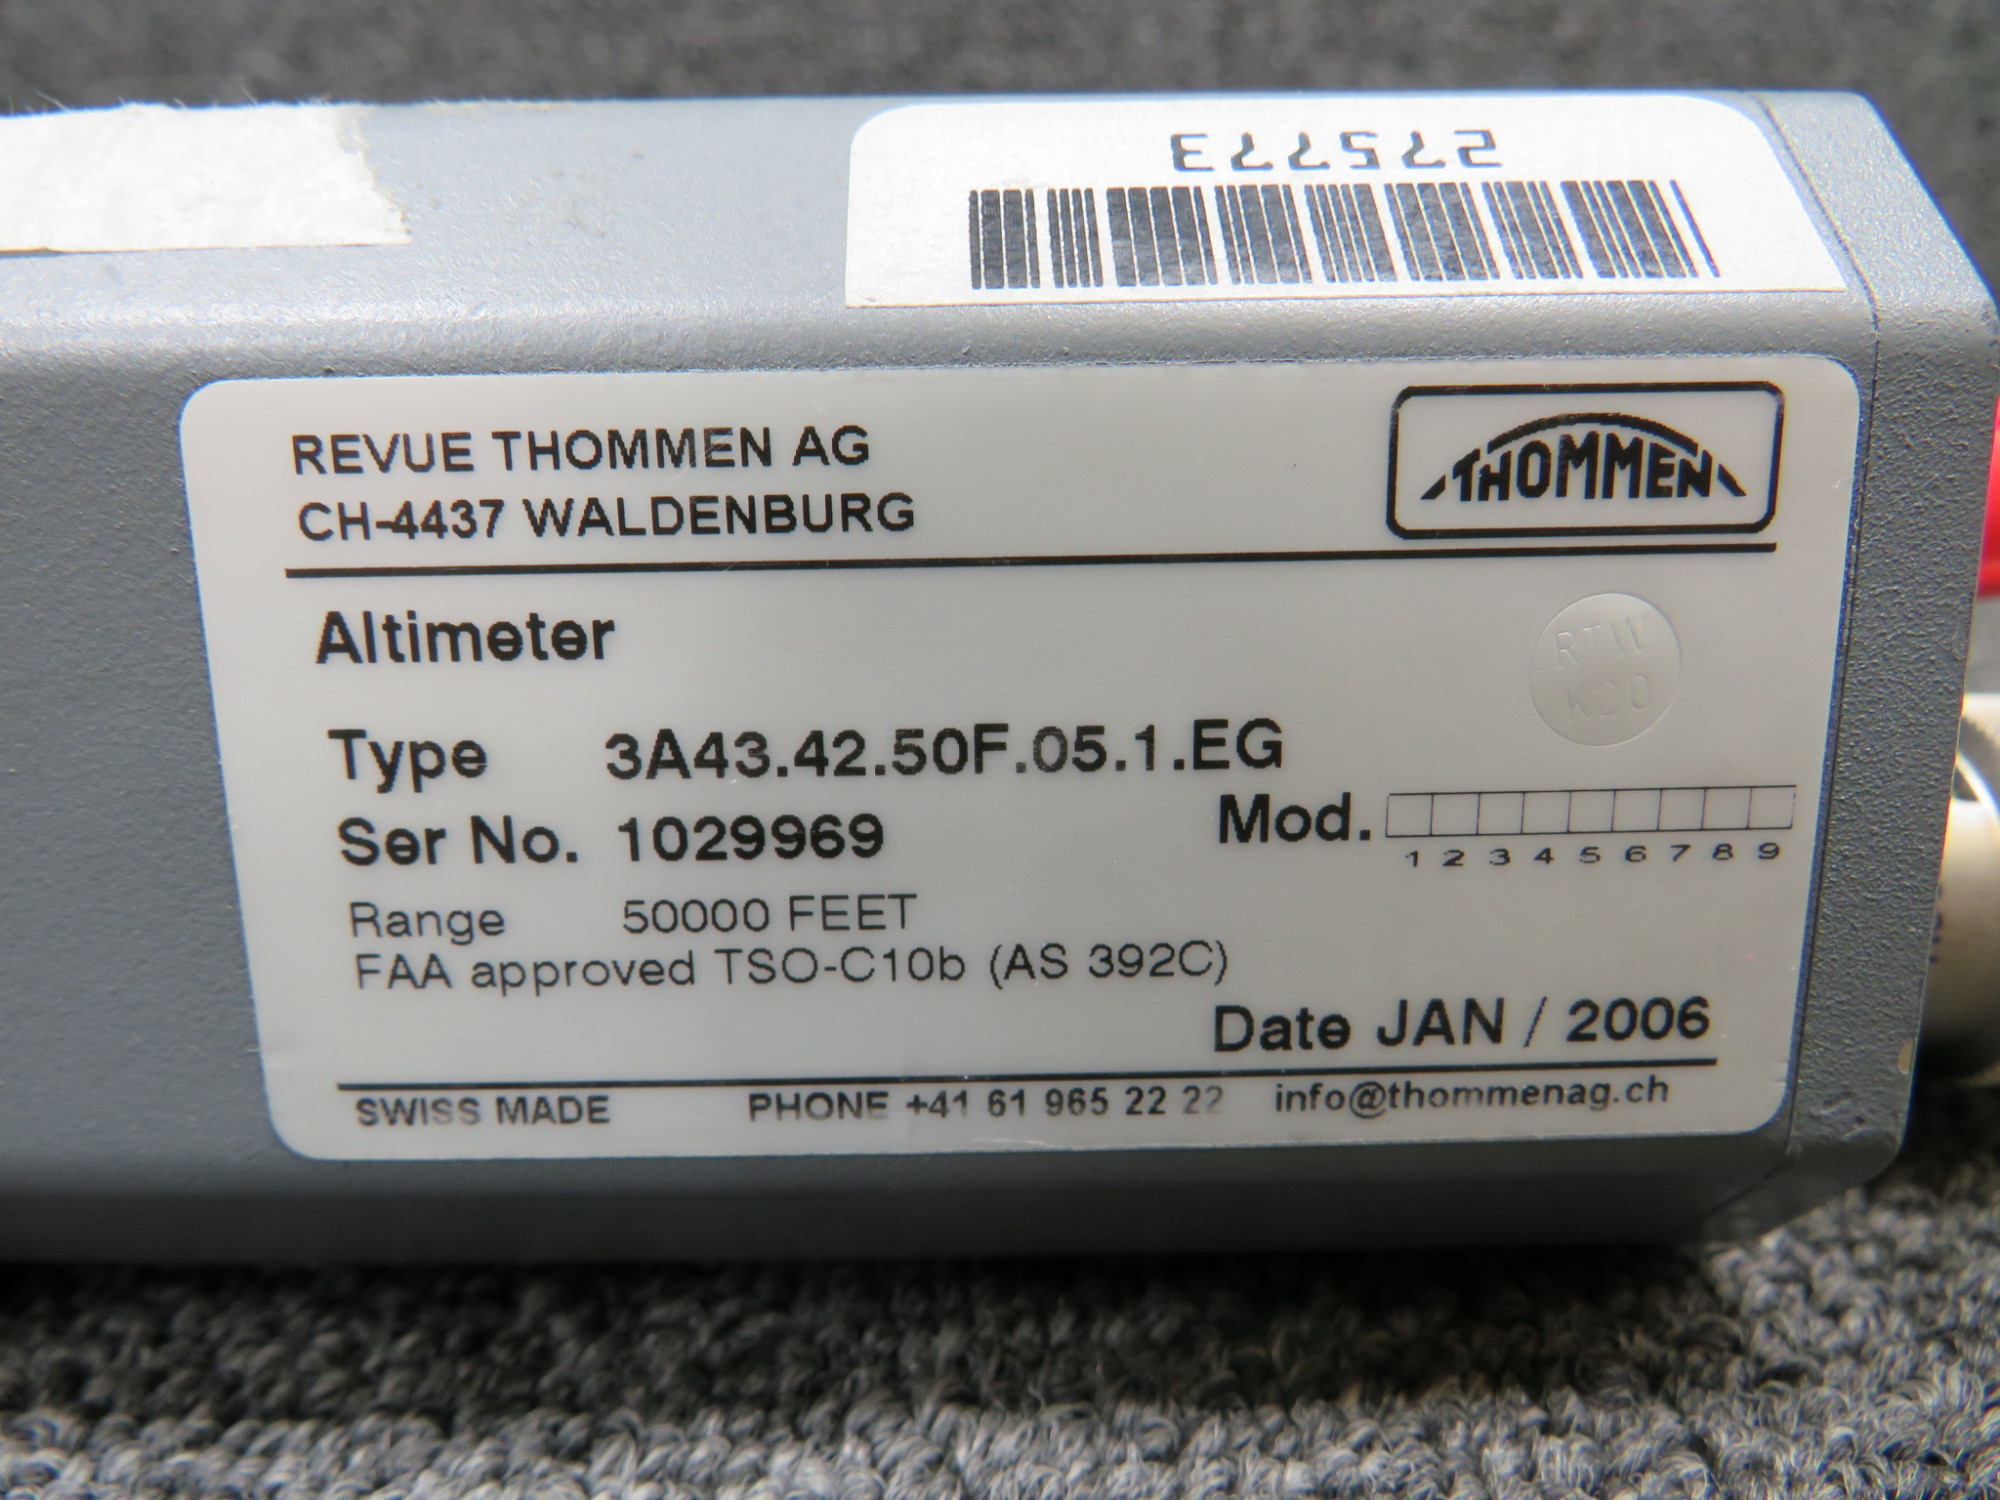 275773
REVUE THOMMEN AG
CH-4437 WALDENBURG
THOMMEN
Altimeter
RTW
K20
Type 3A43.42.50F.05.1.EG
Ser No. 1029969
Mod.
1 2 3 4 5 6 7 8 9
Range 50000 FEET
FAA approved TSO-C10b (AS 392C)
Date JAN / 2006
SWISS MADE PHONE +41 61 965 22 22 info@thommenag.ch